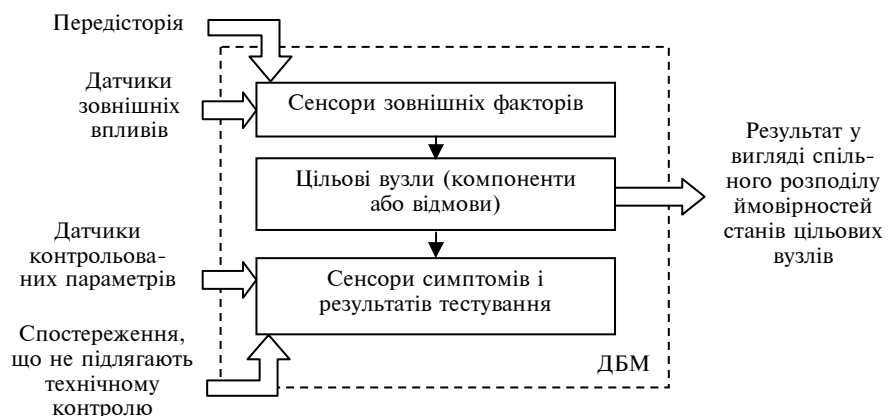 Передісторія
Датчики
зовнішніх
впливів
Сенсори зовнішніх факторів
Цільові вузли (компоненти
або відмови)
Результат у
вигляді спіль-
ного розподілу
ймовірностей
станів цільових
вузлів
Датчики
контрольова-
них параметрів
Сенсори симптомів і
результатів тестування
Спостереження,
що не підлягають
технічному
контролю
ДБМ